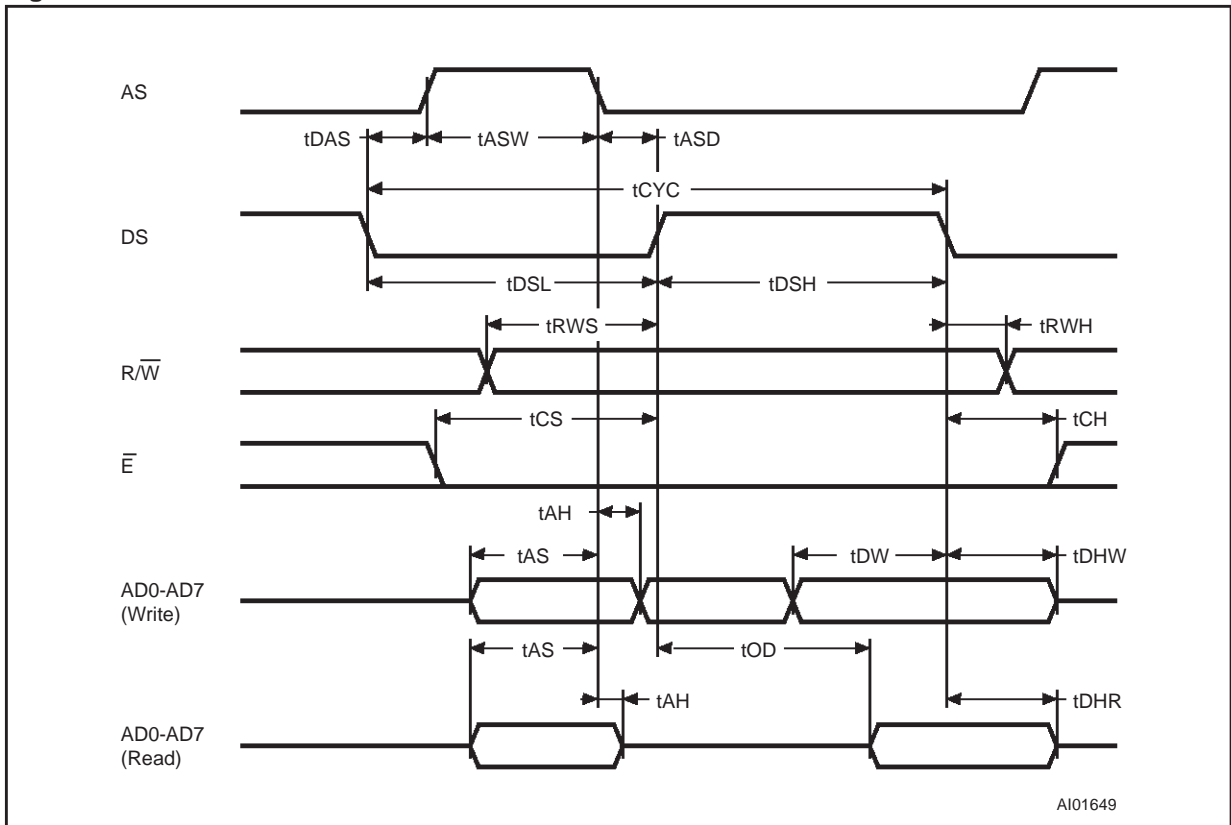 AS
tDAS
tASW
tASD
tCYC
DS
tDSL
tDSH
tRWS
tRWH
R/W̅
tCS
tCH
E̅
tAH
tAS
tDW
tDHW
AD0-AD7
(Write)
tAS
tOD
tAH
tDHR
AD0-AD7
(Read)
AI01649